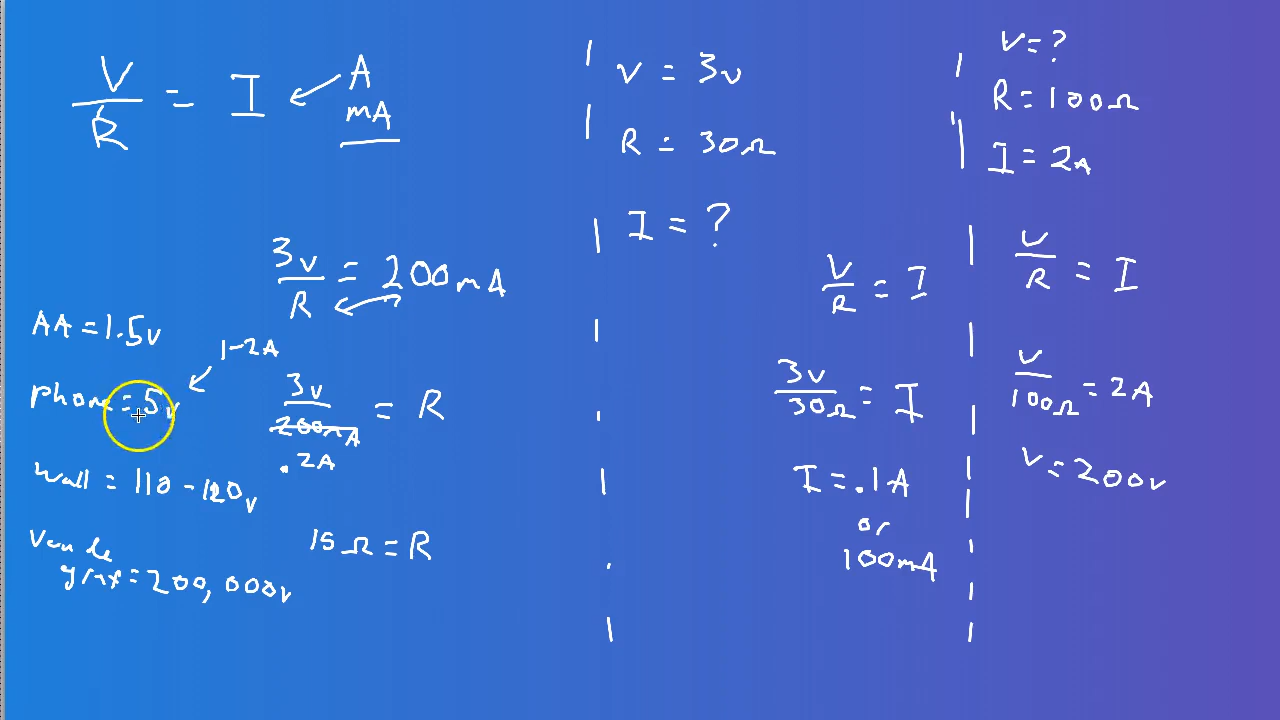 V/R = I ← A
mA
3v/R = 200mA
AA = 1.5v
1-2A
phone = 5v
3v/200mA = R
.2A
wall = 110 - 120v
15Ω = R
Van de
graf = 200,000v
v = 3v
R = 30Ω
I = ?
V/R = I
3v/30Ω = I
I = .1A
or
100mA
V = ?
R = 100Ω
I = 2A
V/R = I
V/100Ω = 2A
V = 200v